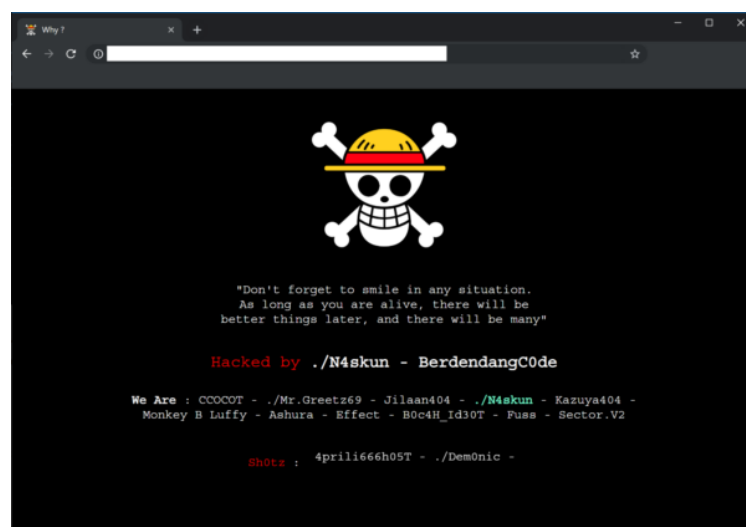 Why ?
"Don't forget to smile in any situation.
As long as you are alive, there will be
better things later, and there will be many"
Hacked by ./N4skun - BerdendangC0de
We Are : CCOCOT - ./Mr.Greetz69 - Jilaan404 - ./N4skun - Kazuya404 -
Monkey B Luffy - Ashura - Effect - B0c4H_Id30T - Fuss - Sector.V2
Sh0tz : 4prili666h05T - ./Dem0nic -